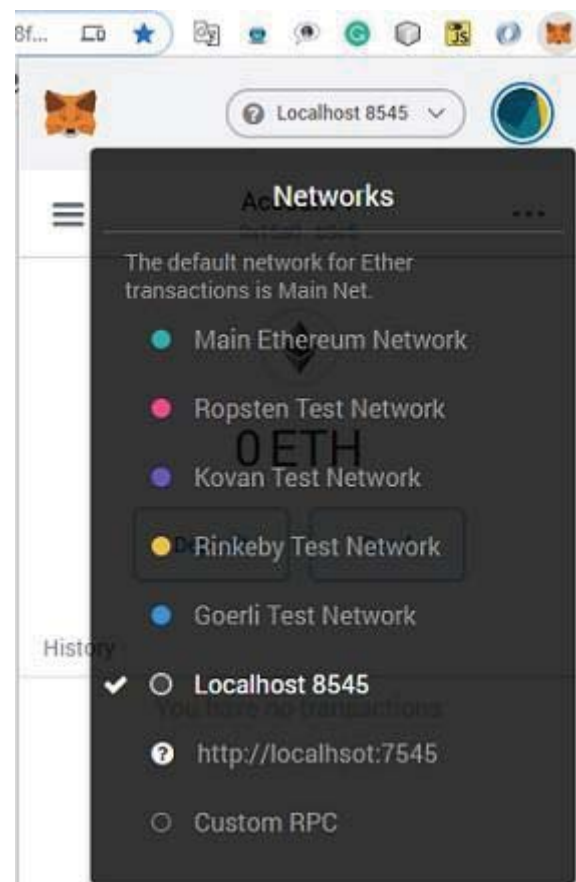 8f...
JS
Localhost 8545
Networks
The default network for Ether
transactions is Main Net.
Main Ethereum Network
Ropsten Test Network
0 ETH
Kovan Test Network
Rinkeby Test Network
Goerli Test Network
History
Localhost 8545
You have no transactions
http://localhsot:7545
Custom RPC